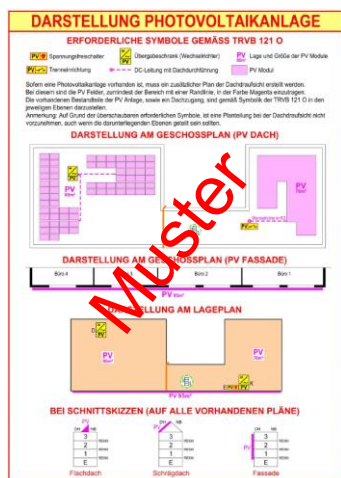 DARSTELLUNG PHOTOVOLTAIKANLAGE
ERFORDERLICHE SYMBOLE GEMÄSS TRVB 121 O
PV Spannungsfreischalter
Übergabeschrank (Wechselrichter)
PV Lage und Größe der PV Module
PV Trenneinrichtung
DC-Leitung mit Dachdurchführung
PV Modul
Sofern eine Photovoltaikanlage vorhanden ist, muss ein zusätzlicher Plan der Dachdraufsicht erstellt werden.
Bei diesem sind die PV Felder, zumindest der Bereich mit einer Randlinie, in der Farbe Magenta einzutragen.
Die vorhandenen Bestandteile der PV Anlage, sowie ein Dachzugang, sind gemäß Symbolik der TRVB 121 O in den
jeweiligen Ebenen darzustellen.
Anmerkung: Auf Grund der überschaubaren erforderlichen Symbole, ist eine Planteilung bei der Dachdraufsicht nicht
vorzunehmen, auch wenn die darunterliegenden Ebenen geteilt sein sollten.
DARSTELLUNG AM GESCHOSSPLAN (PV DACH)
PV
PV
DARSTELLUNG AM GESCHOSSPLAN (PV FASSADE)
Büro 4
Büro 2
Büro 1
PV
Muster
DARSTELLUNG AM LAGEPLAN
PV
PV
PV
BEI SCHNITTSKIZZEN (AUF ALLE VORHANDENEN PLÄNE)
PV
PV
PV
3
2
1
E
3
2
1
E
3
2
1
E
Flachdach
Schrägdach
Fassade